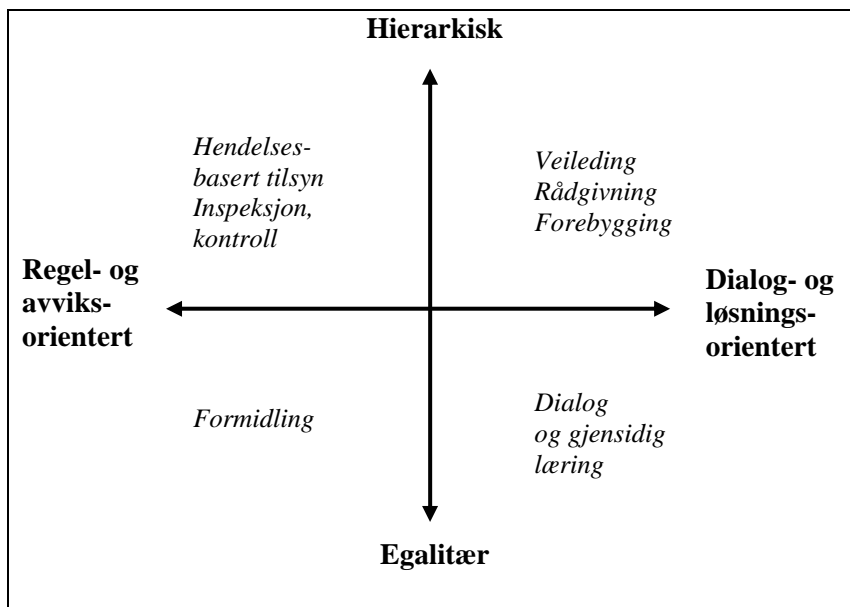 Hierarkisk
Hendelses-
basert tilsyn
Inspeksjon,
kontroll
Veileding
Rådgivning
Forebygging
Regel- og
avviks-
orientert
Dialog- og
løsnings-
orientert
Formidling
Dialog
og gjensidig
læring
Egalitær